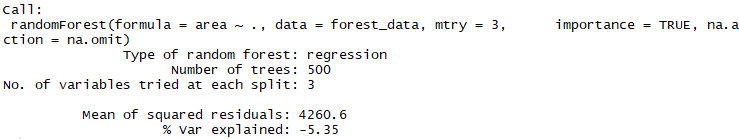 Call:
 randomForest(formula = area ~ ., data = forest_data, mtry = 3,      importance = TRUE, na.a
ction = na.omit)
               Type of random forest: regression
                     Number of trees: 500
No. of variables tried at each split: 3

          Mean of squared residuals: 4260.6
                    % Var explained: -5.35